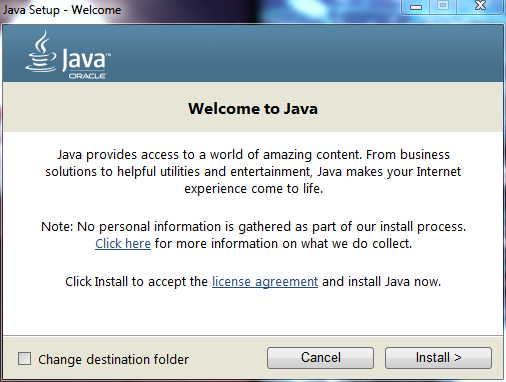 Java Setup - Welcome
Java™
ORACLE
Welcome to Java
Java provides access to a world of amazing content. From business
solutions to helpful utilities and entertainment, Java makes your Internet
experience come to life.
Note: No personal information is gathered as part of our install process.
Click here for more information on what we do collect.
Click Install to accept the license agreement and install Java now.
Change destination folder
Cancel
Install >